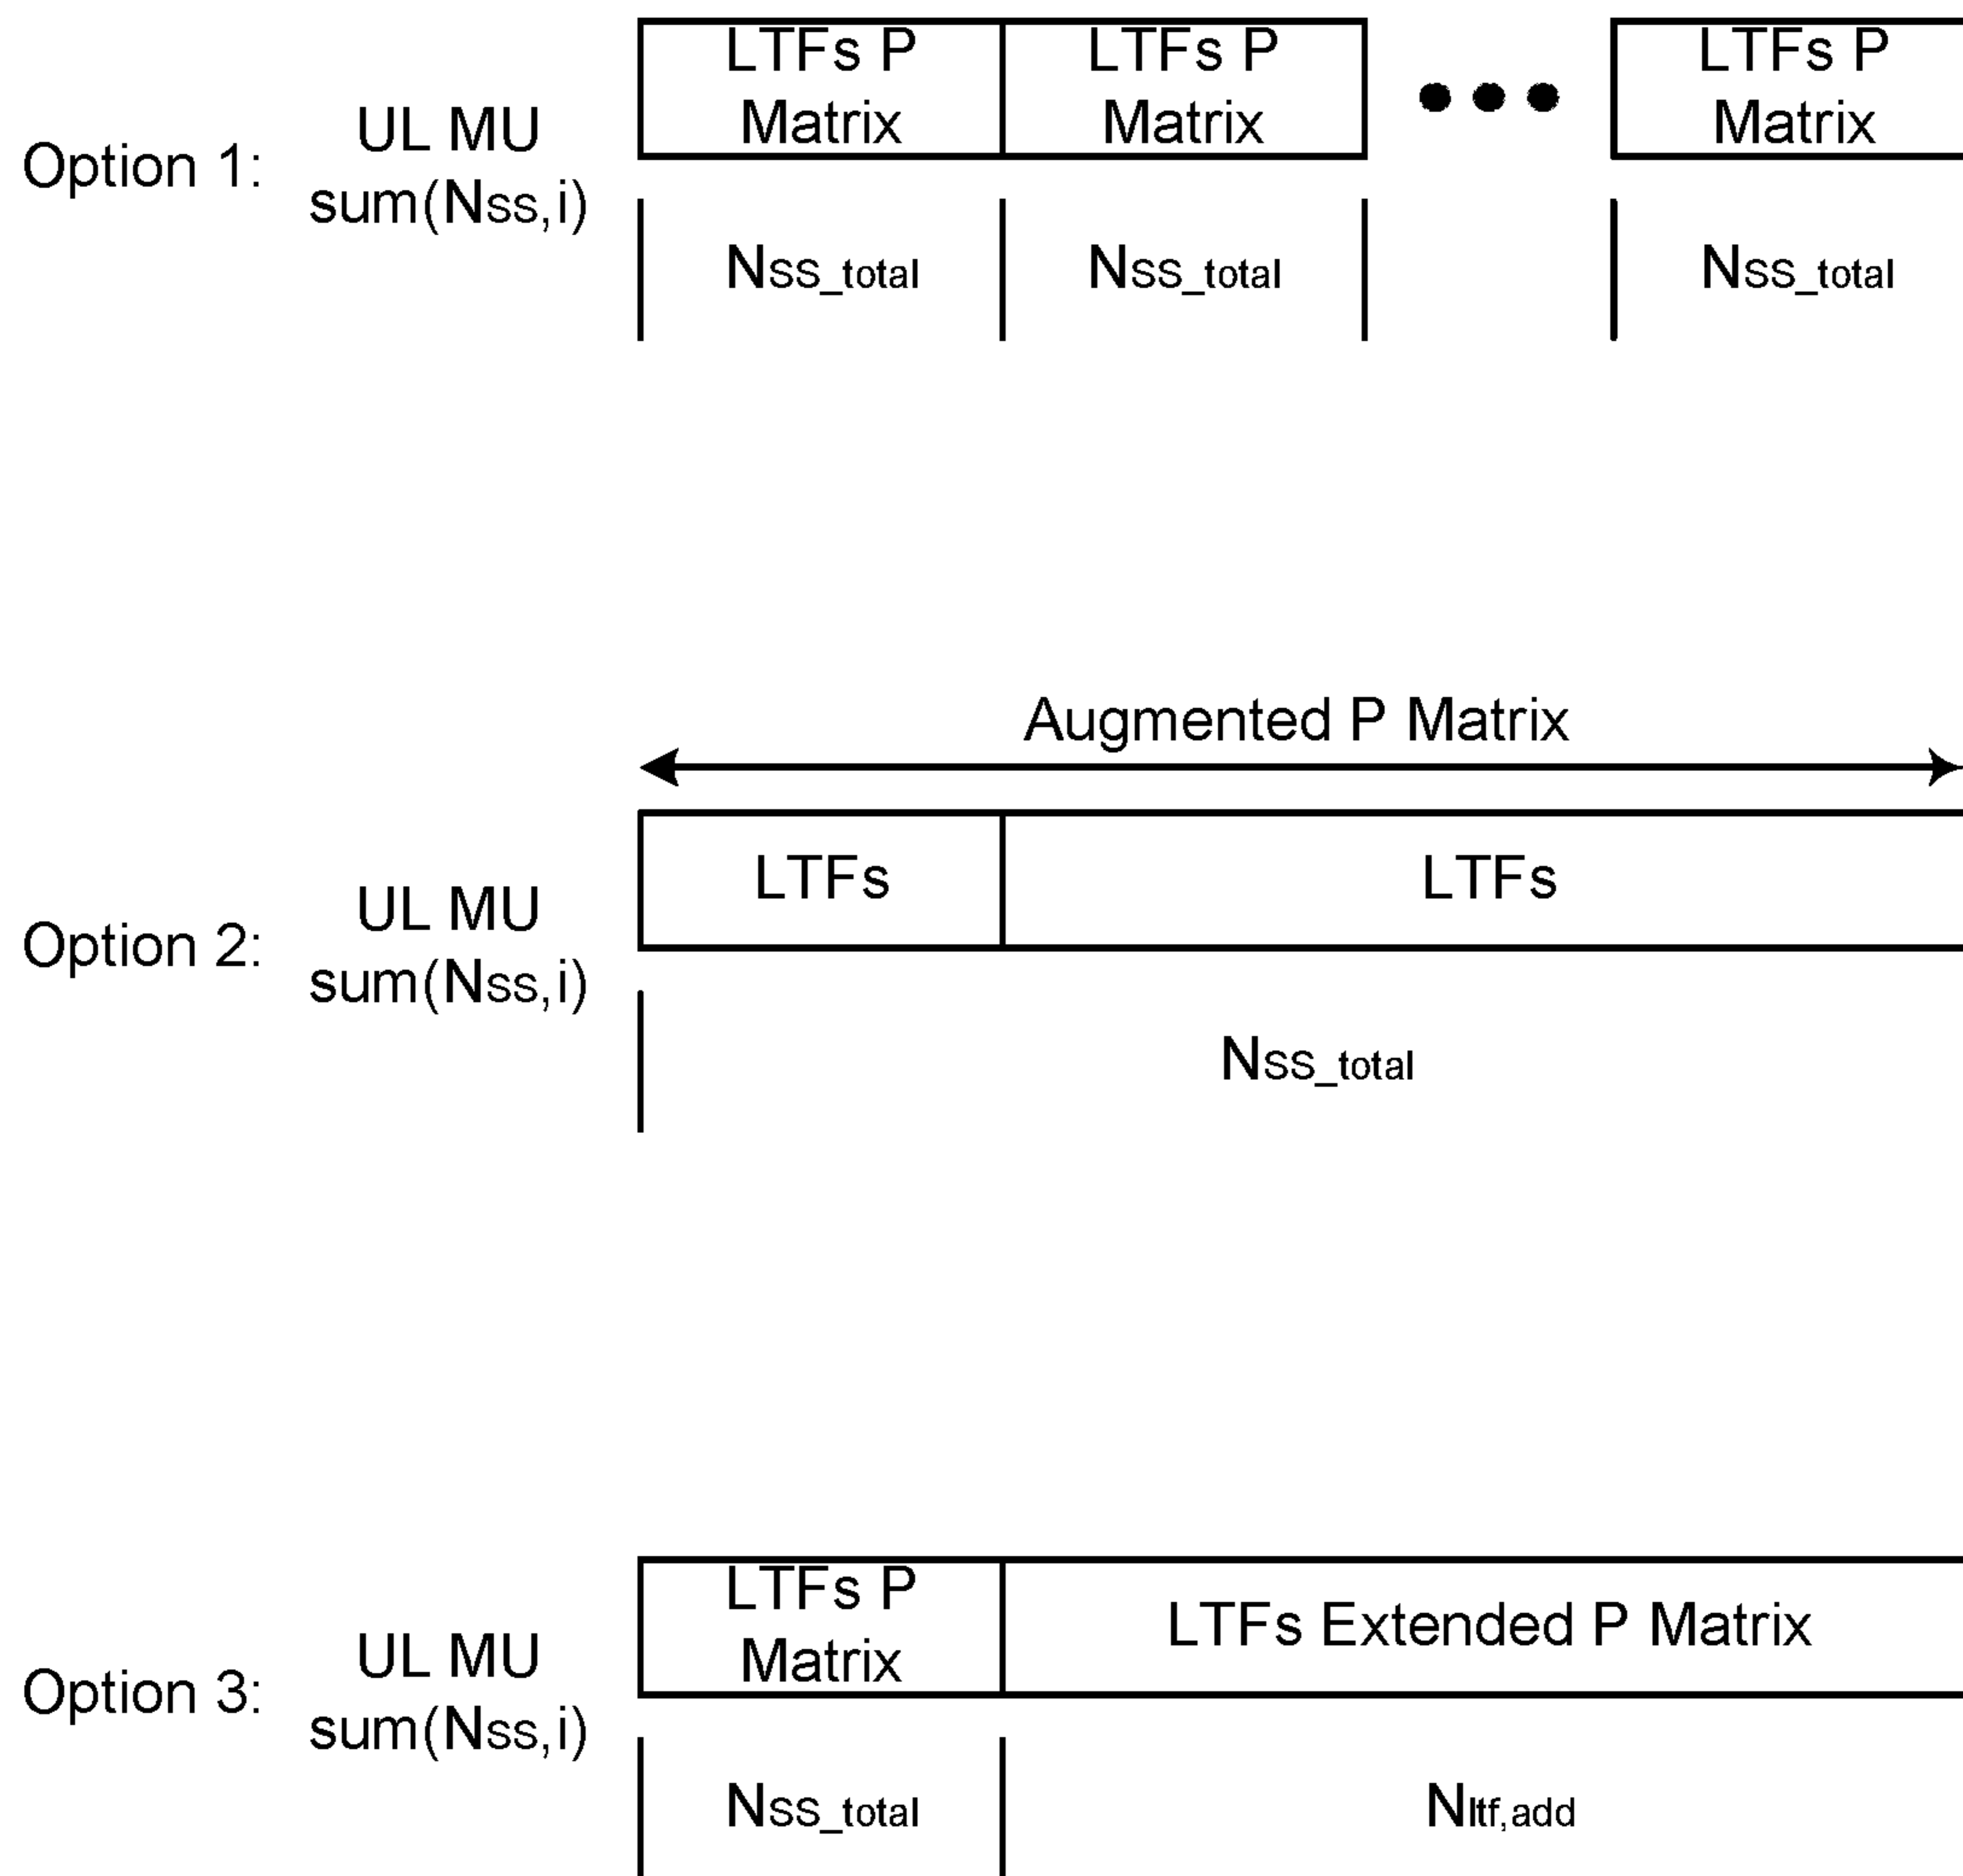 Option 1:
UL MU
sum(Nss,i)
LTFs P
Matrix
LTFs P
Matrix
LTFs P
Matrix
Nss_total
Nss_total
Nss_total
Augmented P Matrix
Option 2:
UL MU
sum(Nss,i)
LTFs
LTFs
Nss_total
Option 3:
UL MU
sum(Nss,i)
LTFs P
Matrix
LTFs Extended P Matrix
Nss_total
Nltf,add